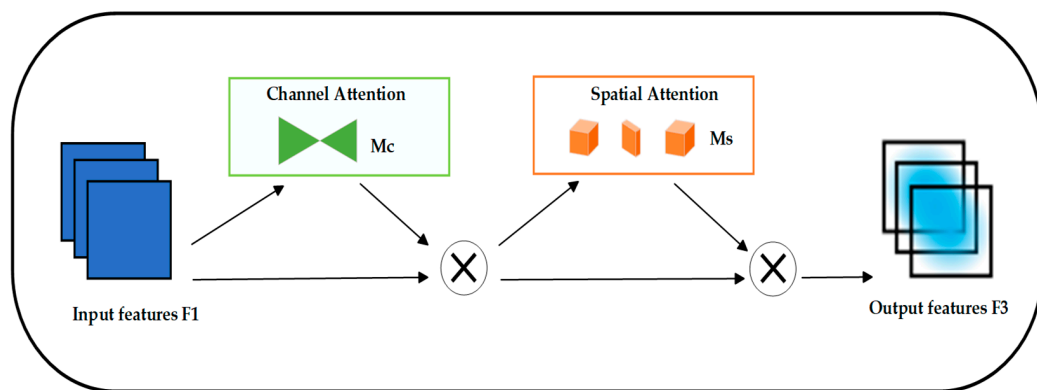 Channel Attention
Mc
Spatial Attention
Ms
Input features F1
Output features F3